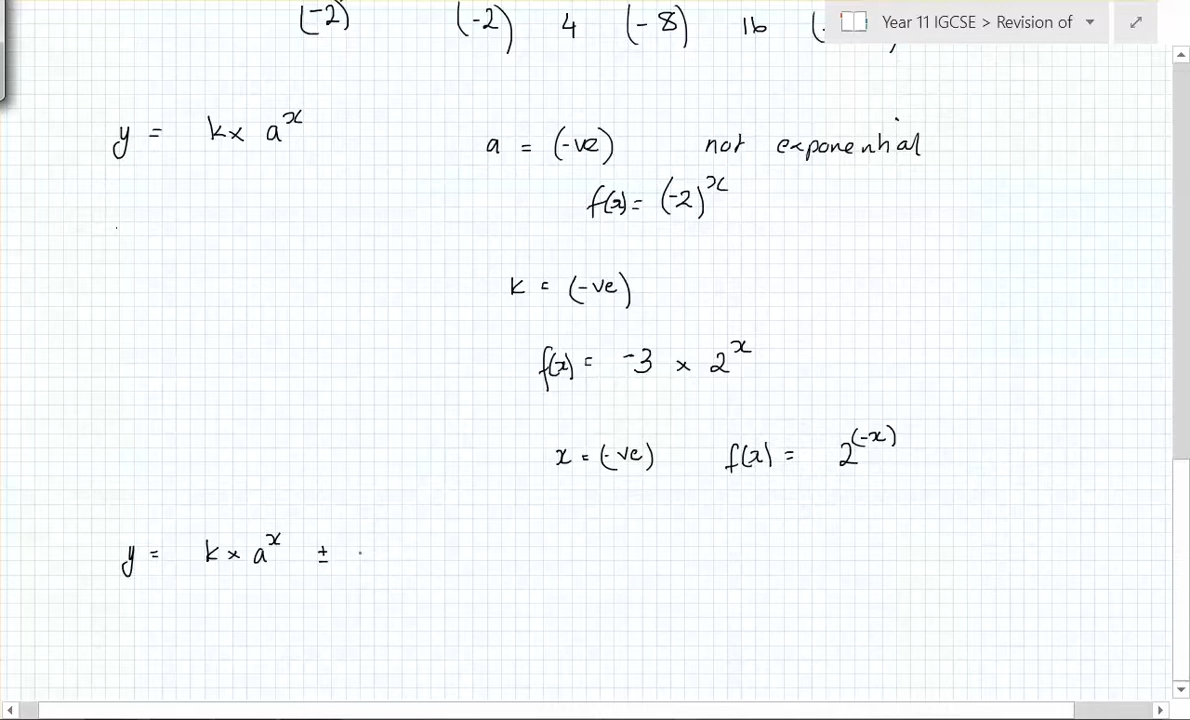 (-2) (-2) 4 (-8) 16 (
Year 11 IGCSE > Revision of
y = k× a^x a = (-ve) not exponential
f(x) = (-2)^x
k = (-ve)
f(x) = -3 × 2^x
x = (-ve) f(x) = 2^(-x)
y = k × a^x ±